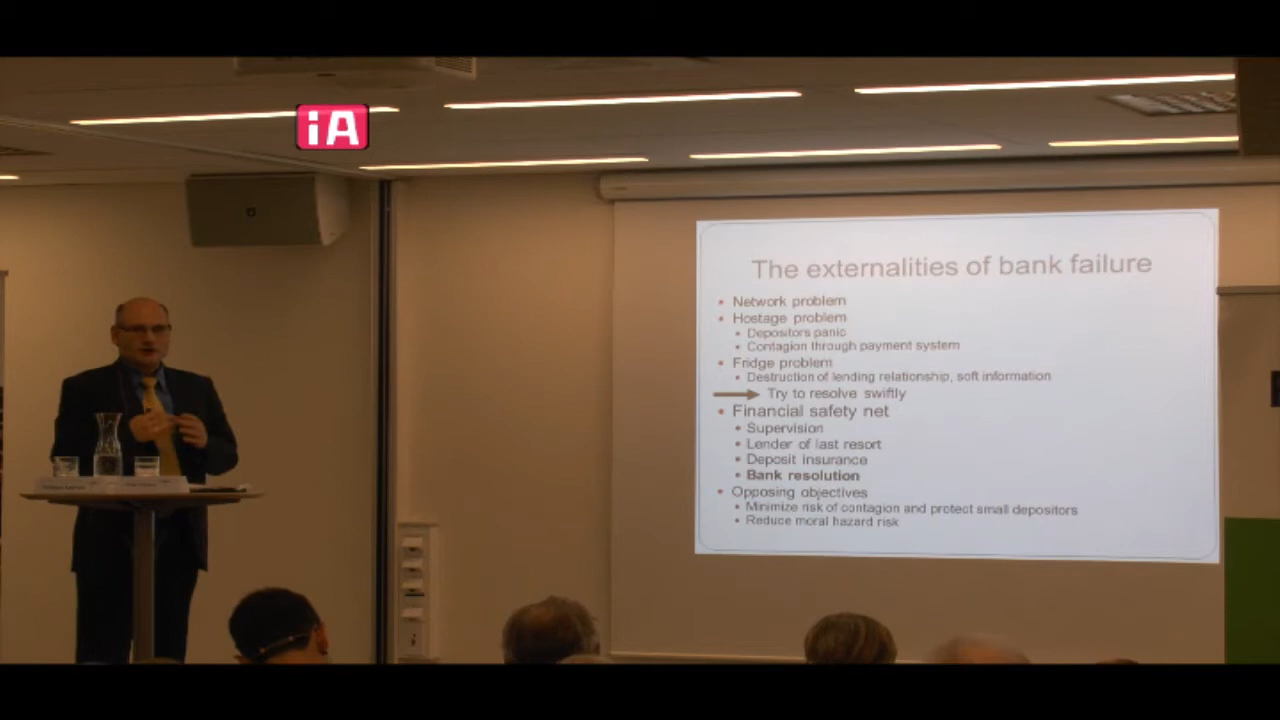 iA
The externalities of bank failure
Network problem
Hostage problem
Depositors panic
Contagion through payment system
Fridge problem
Destruction of lending relationship, soft information
Try to resolve swiftly
Financial safety net
Supervision
Lender of last resort
Deposit insurance
Bank resolution
Opposing objectives
Minimize risk of contagion and protect small depositors
Reduce moral hazard risk